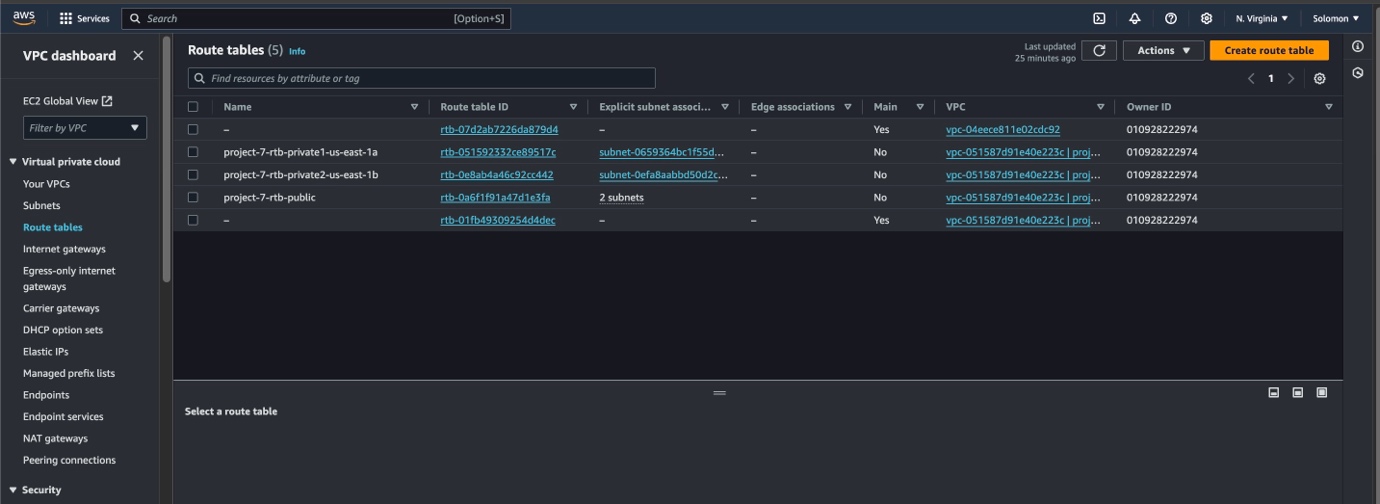 aws Services Search [Option+S] N. Virginia ▼ Solomon ▼
VPC dashboard
EC2 Global View
Filter by VPC
Virtual private cloud
Your VPCs
Subnets
Route tables
Internet gateways
Egress-only internet
gateways
Carrier gateways
DHCP option sets
Elastic IPs
Managed prefix lists
Endpoints
Endpoint services
NAT gateways
Peering connections
Security
Route tables (5) Info
Last updated
25 minutes ago
Actions ▼
Create route table
Find resources by attribute or tag
1
Name Route table ID Explicit subnet associ... Edge associations Main VPC Owner ID
– rtb-07d2ab7226da879d4 – – Yes vpc-04eece811e02cdc92 010928222974
project-7-rtb-private1-us-east-1a rtb-051592332ce89517c subnet-0659364bc1f55d... – No vpc-051587d91e40e223c | proj... 010928222974
project-7-rtb-private2-us-east-1b rtb-0e8ab4a46c92cc442 subnet-0efa8aabbd50d2c... – No vpc-051587d91e40e223c | proj... 010928222974
project-7-rtb-public rtb-0a6f1f91a47d1e3fa 2 subnets – No vpc-051587d91e40e223c | proj... 010928222974
– rtb-01fb49309254d4dec – – Yes vpc-051587d91e40e223c | proj... 010928222974
Select a route table